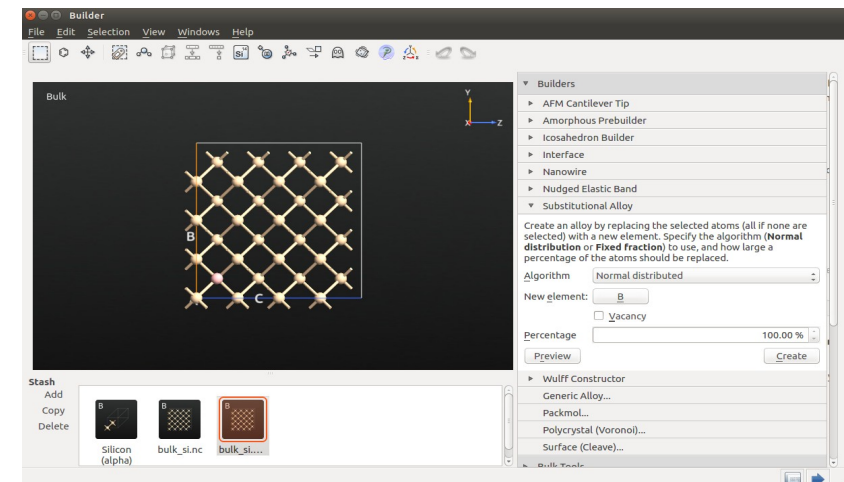 Builder
File Edit Selection View Windows Help
Si
Bulk
Y
X Z
B
C
Builders
AFM Cantilever Tip
Amorphous Prebuilder
Icosahedron Builder
Interface
Nanowire
Nudged Elastic Band
Substitutional Alloy
Create an alloy by replacing the selected atoms (all if none are
selected) with a new element. Specify the algorithm (Normal
distribution or Fixed fraction) to use, and how large a
percentage of the atoms should be replaced.
Algorithm Normal distributed
New element: B
Vacancy
Percentage 100.00 %
Preview Create
Wulff Constructor
Generic Alloy...
Packmol...
Polycrystal (Voronoi)...
Surface (Cleave)...
Bulk Tools
Stash
Add
Copy
Delete
B B B
Silicon
(alpha)
bulk_si.nc
bulk_si....